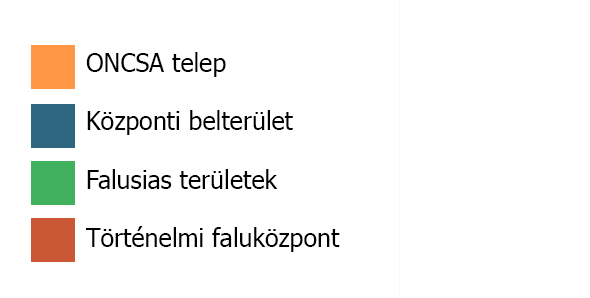 ONCSA telep
Központi belterület
Falusias területek
Történelmi faluközpont